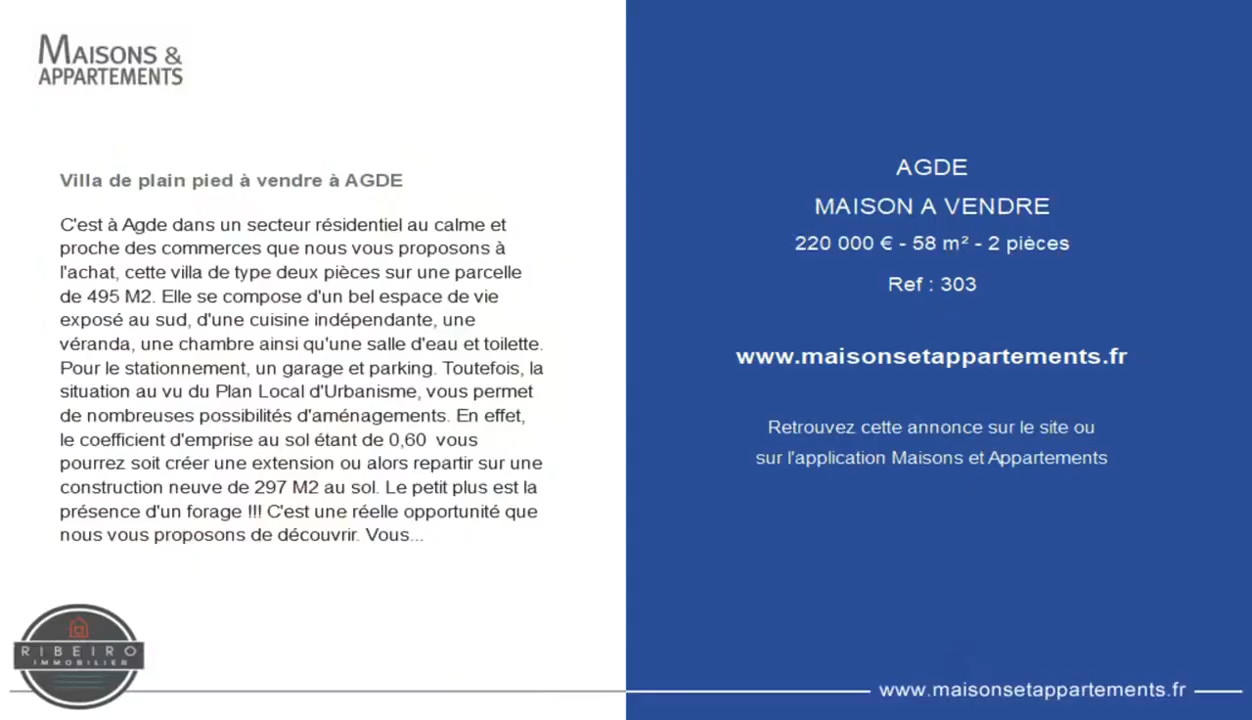 MAISONS &
APPARTEMENTS
Villa de plain pied à vendre à AGDE
C'est à Agde dans un secteur résidentiel au calme et
proche des commerces que nous vous proposons à
l'achat, cette villa de type deux pièces sur une parcelle
de 495 M2. Elle se compose d'un bel espace de vie
exposé au sud, d'une cuisine indépendante, une
véranda, une chambre ainsi qu'une salle d'eau et toilette.
Pour le stationnement, un garage et parking. Toutefois, la
situation au vu du Plan Local d'Urbanisme, vous permet
de nombreuses possibilités d'aménagements. En effet,
le coefficient d'emprise au sol étant de 0,60  vous
pourrez soit créer une extension ou alors repartir sur une
construction neuve de 297 M2 au sol. Le petit plus est la
présence d'un forage !!! C'est une réelle opportunité que
nous vous proposons de découvrir. Vous...
RIBEIRO
IMMOBILIER
AGDE
MAISON A VENDRE
220 000 € - 58 m² - 2 pièces
Ref : 303
www.maisonsetappartements.fr
Retrouvez cette annonce sur le site ou
sur l'application Maisons et Appartements
www.maisonsetappartements.fr